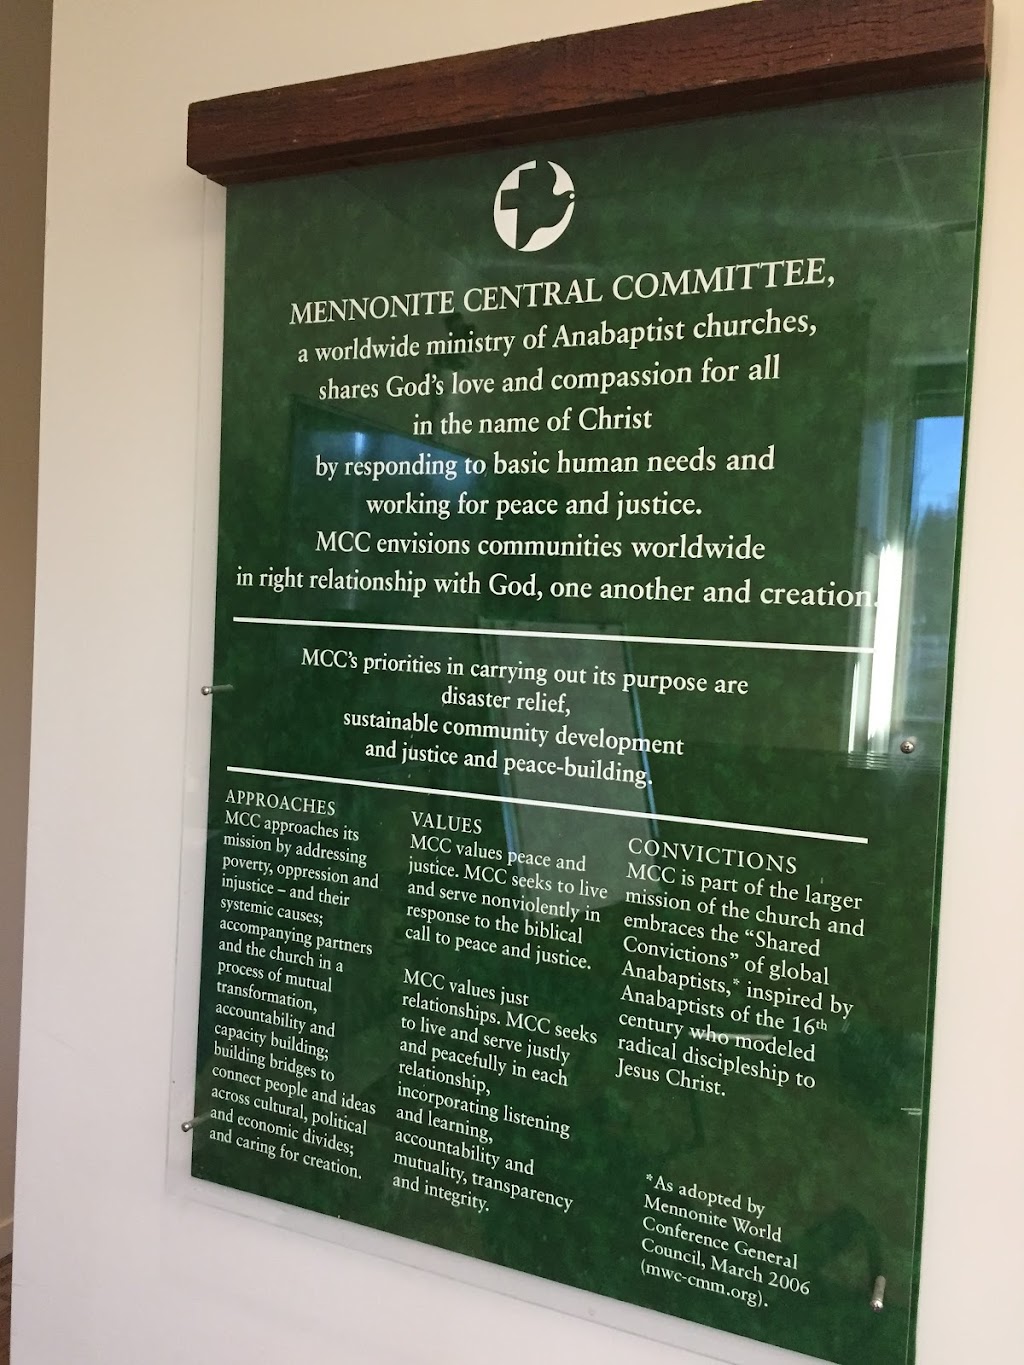 MENNONITE CENTRAL COMMITTEE,
a worldwide ministry of Anabaptist churches,
shares God's love and compassion for all
in the name of Christ
by responding to basic human needs and
working for peace and justice.
MCC envisions communities worldwide
in right relationship with God, one another and creation.
MCC's priorities in carrying out its purpose are
disaster relief,
sustainable community development
and justice and peace-building.
APPROACHES
MCC approaches its
mission by addressing
poverty, oppression and
injustice – and their
systemic causes;
accompanying partners
and the church in a
process of mutual
transformation,
accountability and
capacity building;
building bridges to
connect people and ideas
across cultural, political
and economic divides;
and caring for creation.
VALUES
MCC values peace and
justice. MCC seeks to live
and serve nonviolently in
response to the biblical
call to peace and justice.
MCC values just
relationships. MCC seeks
to live and serve justly
and peacefully in each
relationship,
incorporating listening
and learning,
accountability and
mutuality, transparency
and integrity.
CONVICTIONS
MCC is part of the larger
mission of the church and
embraces the “Shared
Convictions” of global
Anabaptists,* inspired by
Anabaptists of the 16th
century who modeled
radical discipleship to
Jesus Christ.
*As adopted by
Mennonite World
Conference General
Council, March 2006
(mwc-cmm.org).